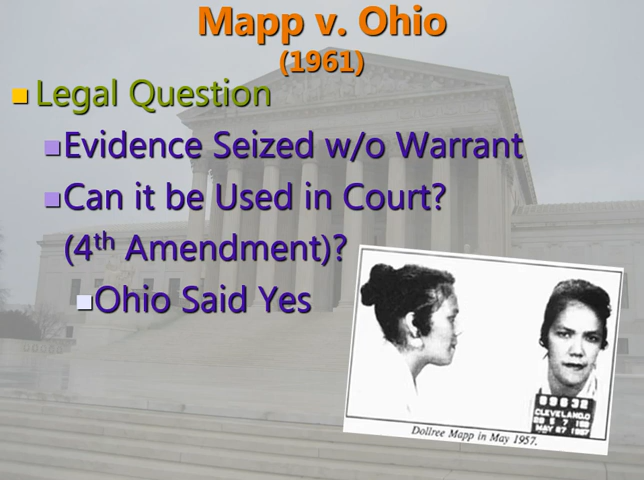 Mapp v. Ohio
(1961)
Legal Question
Evidence Seized w/o Warrant
Can it be Used in Court?
(4th Amendment)?
Ohio Said Yes
CLEVELAND.O
Dollree Mapp in May 1957.